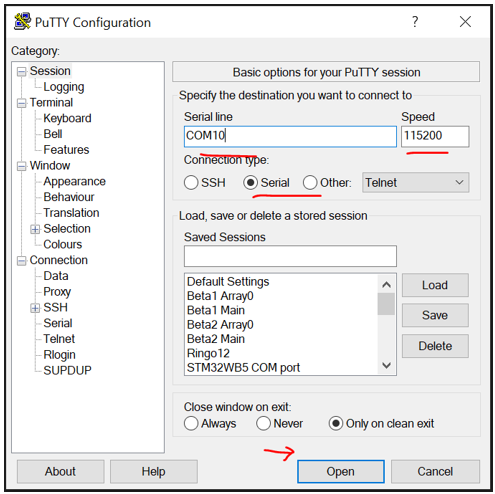 PuTTY Configuration
?
Category:
Session
Logging
Terminal
Keyboard
Bell
Features
Window
Appearance
Behaviour
Translation
Selection
Colours
Connection
Data
Proxy
SSH
Serial
Telnet
Rlogin
SUPDUP
Basic options for your PuTTY session
Specify the destination you want to connect to
Serial line Speed
COM10 115200
Connection type:
SSH Serial Other: Telnet
Load, save or delete a stored session
Saved Sessions
Default Settings
Beta1 Array0
Beta1 Main
Beta2 Array0
Beta2 Main
Ringo12
STM32WB5 COM port
Load
Save
Delete
Close window on exit:
Always Never Only on clean exit
About Help Open Cancel